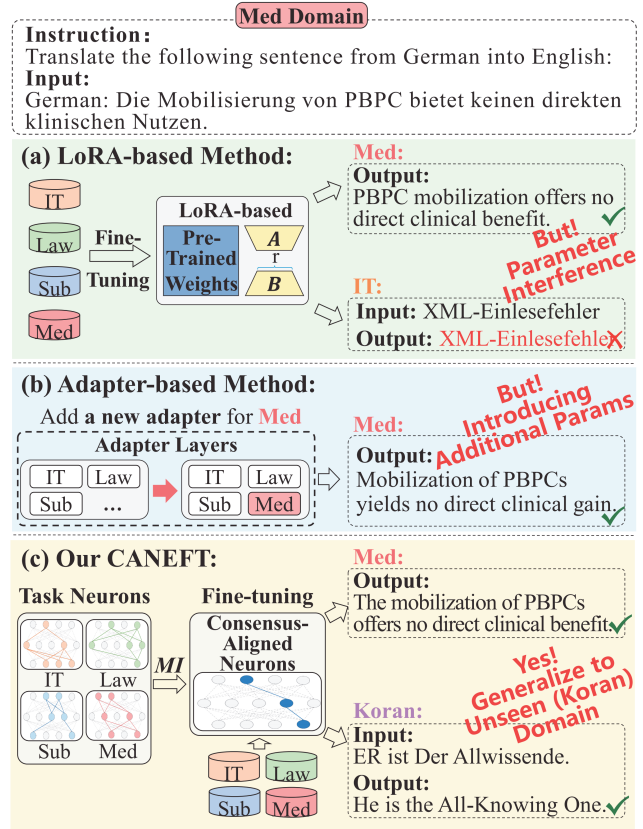 Med Domain
Instruction:
Translate the following sentence from German into English:
Input:
German: Die Mobilisierung von PBPC bietet keinen direkten
klinischen Nutzen.
(a) LoRA-based Method:
IT
Law
Sub
Med
Fine-
Tuning
LoRA-based
Pre-
Trained
Weights
A
r
B
Med:
Output:
PBPC mobilization offers no
direct clinical benefit.
But!
Parameter
Interference
IT:
Input: XML-Einlesefehler
Output: XML-Einlesefehler
(b) Adapter-based Method:
Add a new adapter for Med
Adapter Layers
IT Law
Sub ...
IT Law
Sub Med
But!
Introducing
Additional Params
Med:
Output:
Mobilization of PBPCs
yields no direct clinical gain.
(c) Our CANEFT:
Task Neurons
IT Law
Sub Med
MI
Fine-tuning
Consensus-
Aligned
Neurons
IT Law
Sub Med
Med:
Output:
The mobilization of PBPCs
offers no direct clinical benefit.
Yes!
Generalize to
Unseen (Koran)
Domain
Koran:
Input:
ER ist Der Allwissende.
Output:
He is the All-Knowing One.